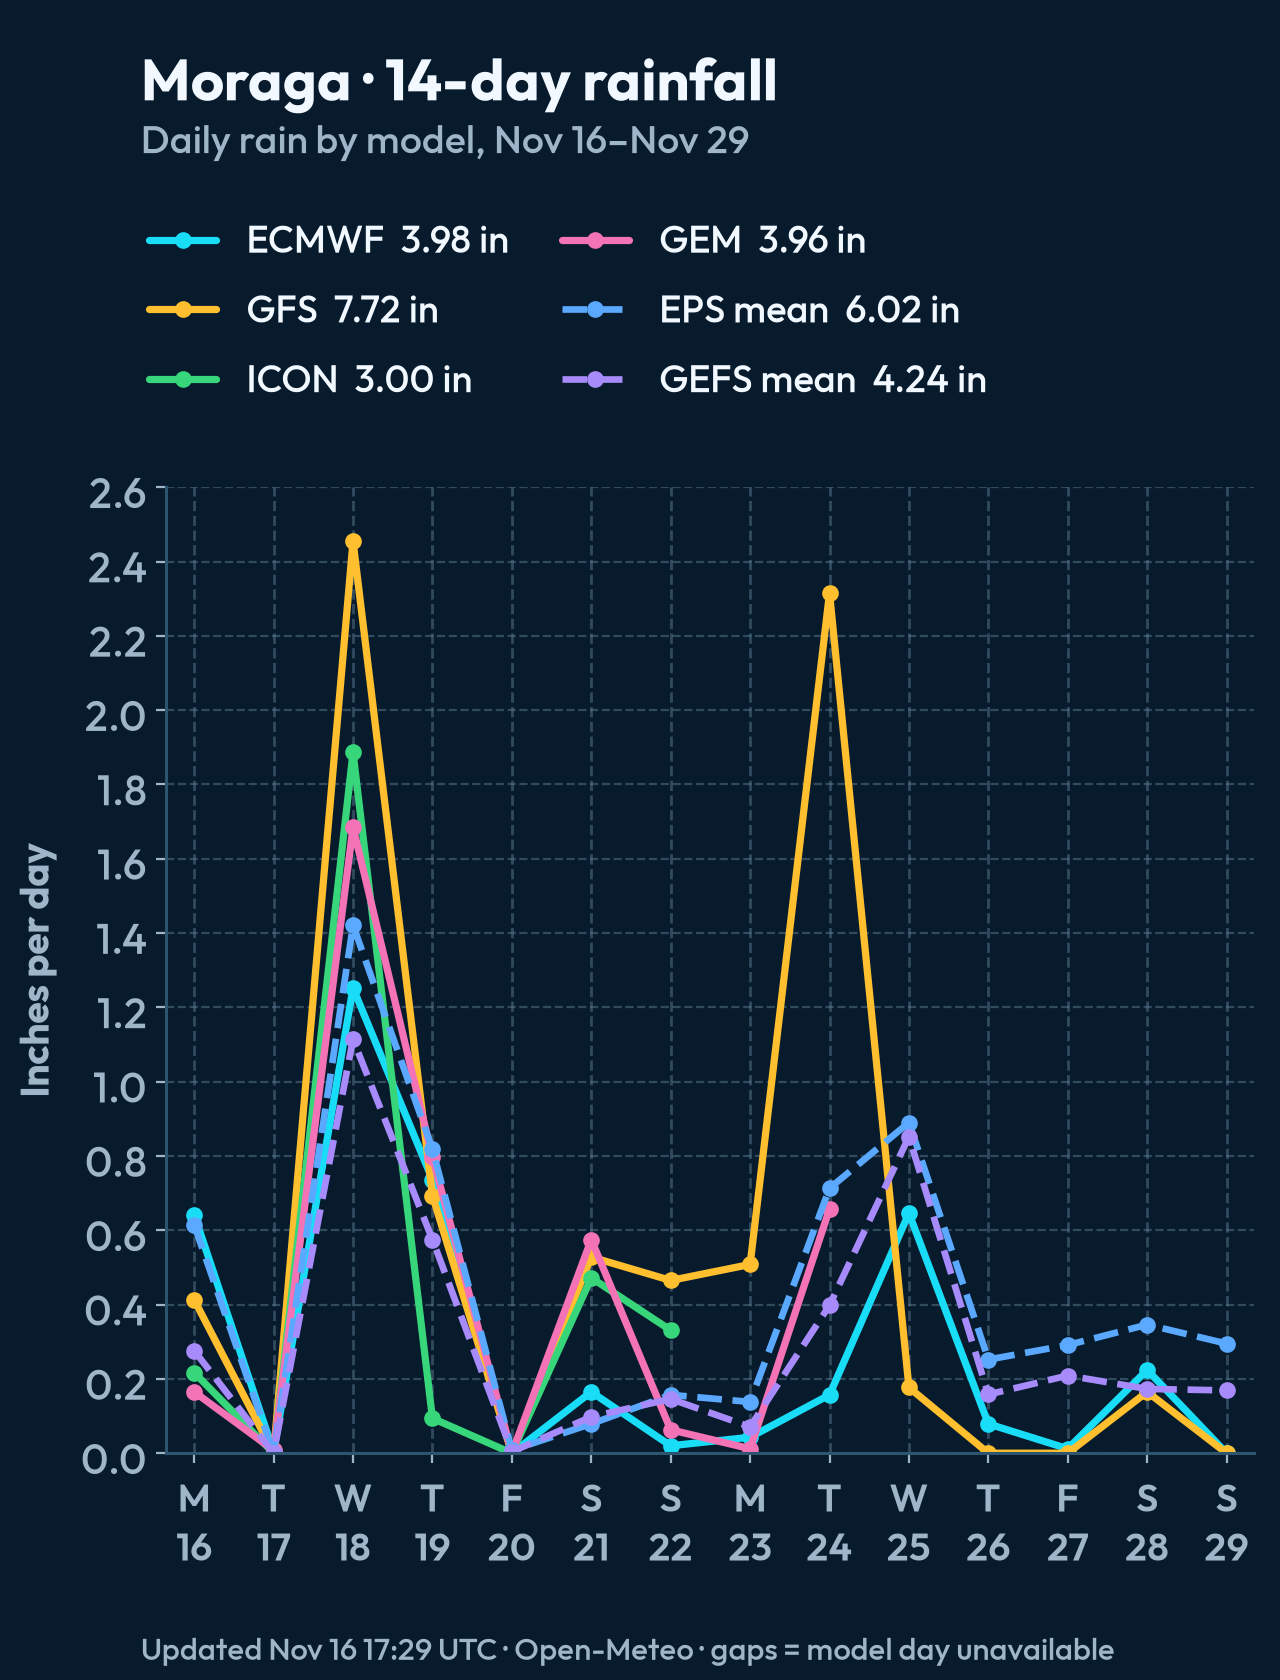 Moraga · 14-day rainfall
Daily rain by model, Nov 16–Nov 29
ECMWF 3.98 in
GEM 3.96 in
GFS 7.72 in
EPS mean 6.02 in
ICON 3.00 in
GEFS mean 4.24 in
Inches per day
2.6
2.4
2.2
2.0
1.8
1.6
1.4
1.2
1.0
0.8
0.6
0.4
0.2
0.0
M T W T F S S M T W T F S S
16 17 18 19 20 21 22 23 24 25 26 27 28 29
Updated Nov 16 17:29 UTC · Open-Meteo · gaps = model day unavailable